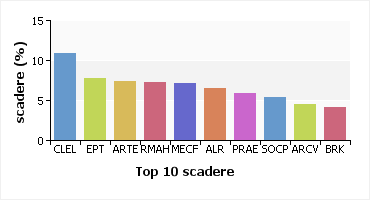 scadere (%)
15
10
5
0
CLEL EPT ARTE RMAH MECF ALR PRAE SOCP ARCV BRK
Top 10 scadere